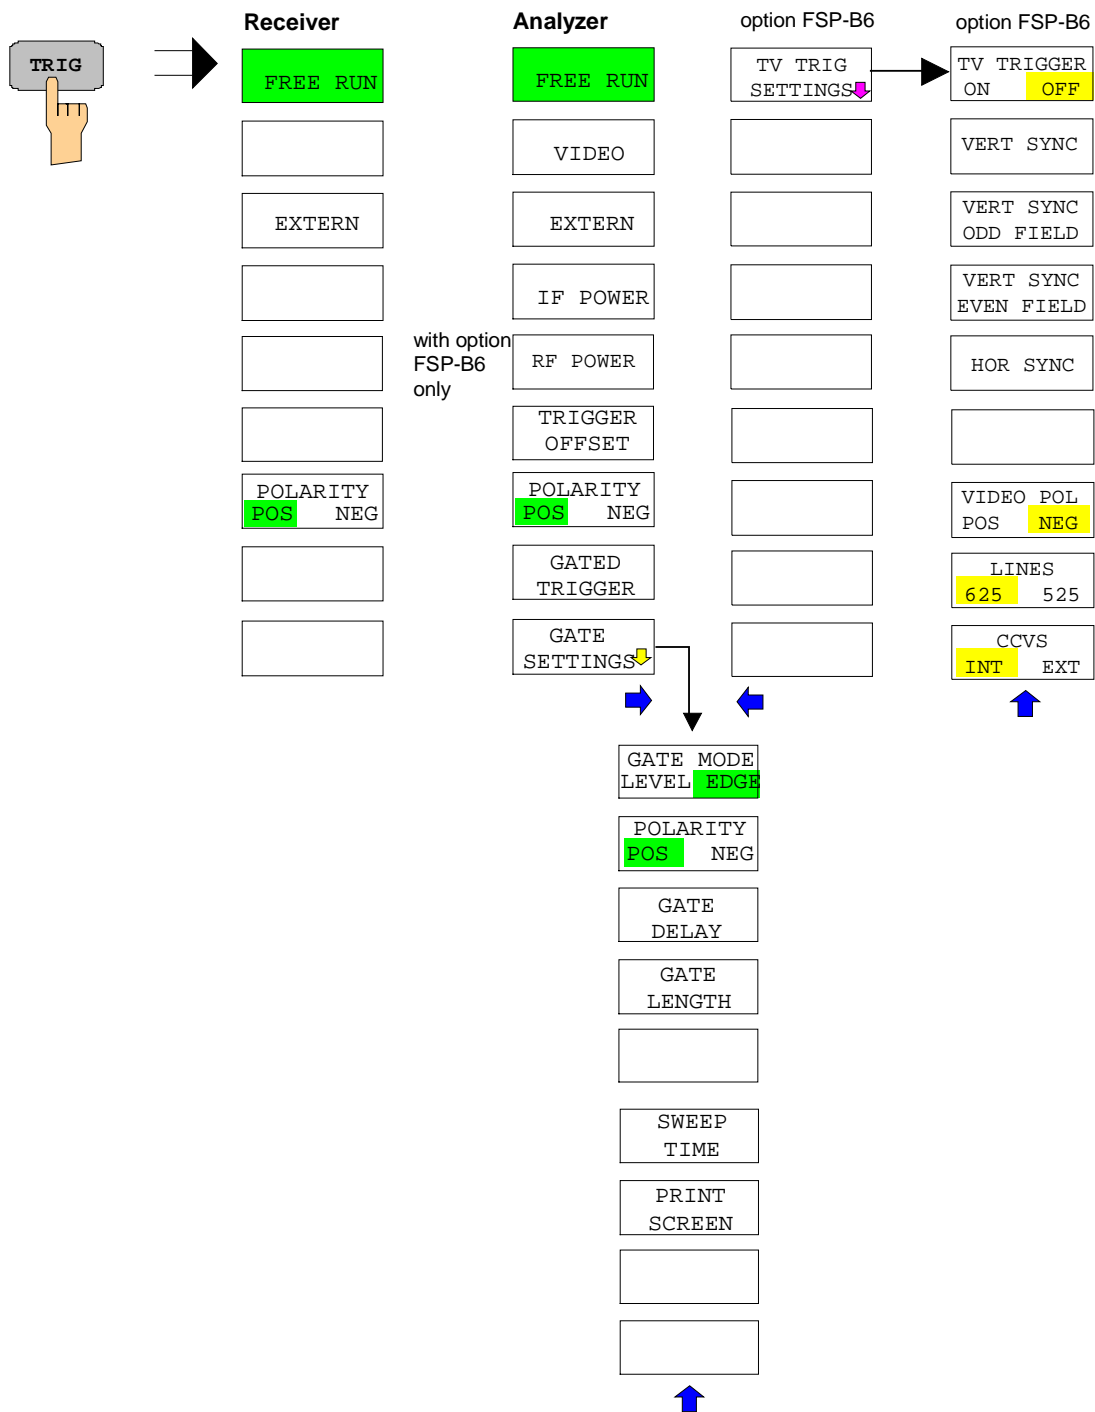 TRIG
Receiver
FREE RUN
EXTERN
POLARITY
POS NEG
with option
FSP-B6
only
Analyzer
FREE RUN
VIDEO
EXTERN
IF POWER
RF POWER
TRIGGER
OFFSET
POLARITY
POS NEG
GATED
TRIGGER
GATE
SETTINGS
option FSP-B6
TV TRIG
SETTINGS
option FSP-B6
TV TRIGGER
ON OFF
VERT SYNC
VERT SYNC
ODD FIELD
VERT SYNC
EVEN FIELD
HOR SYNC
VIDEO POL
POS NEG
LINES
625 525
CCVS
INT EXT
GATE MODE
LEVEL EDGE
POLARITY
POS NEG
GATE
DELAY
GATE
LENGTH
SWEEP
TIME
PRINT
SCREEN